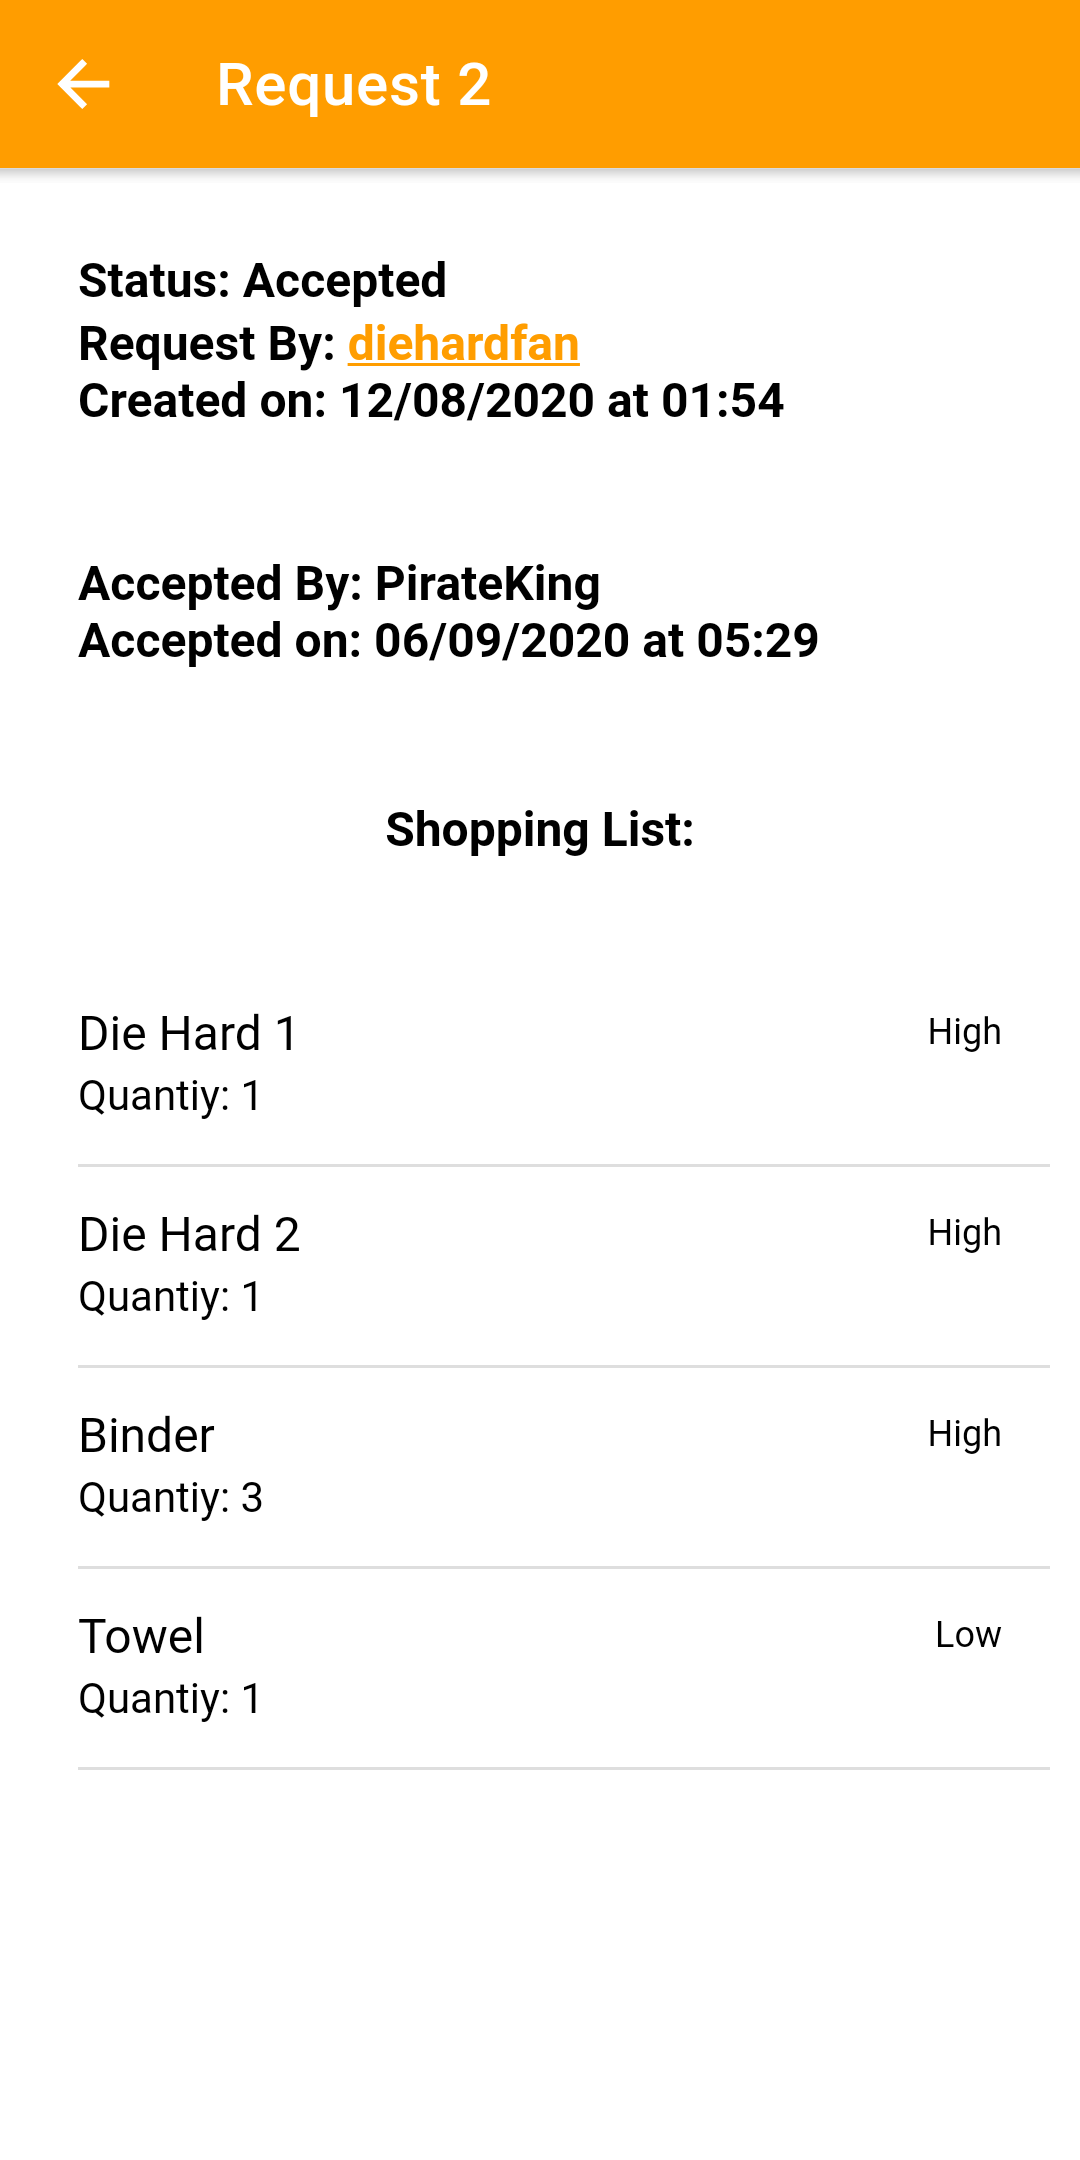 Request 2
Status: Accepted
Request By: diehardfan
Created on: 12/08/2020 at 01:54
Accepted By: PirateKing
Accepted on: 06/09/2020 at 05:29
Shopping List:
Die Hard 1 High
Quantiy: 1
Die Hard 2 High
Quantiy: 1
Binder High
Quantiy: 3
Towel Low
Quantiy: 1